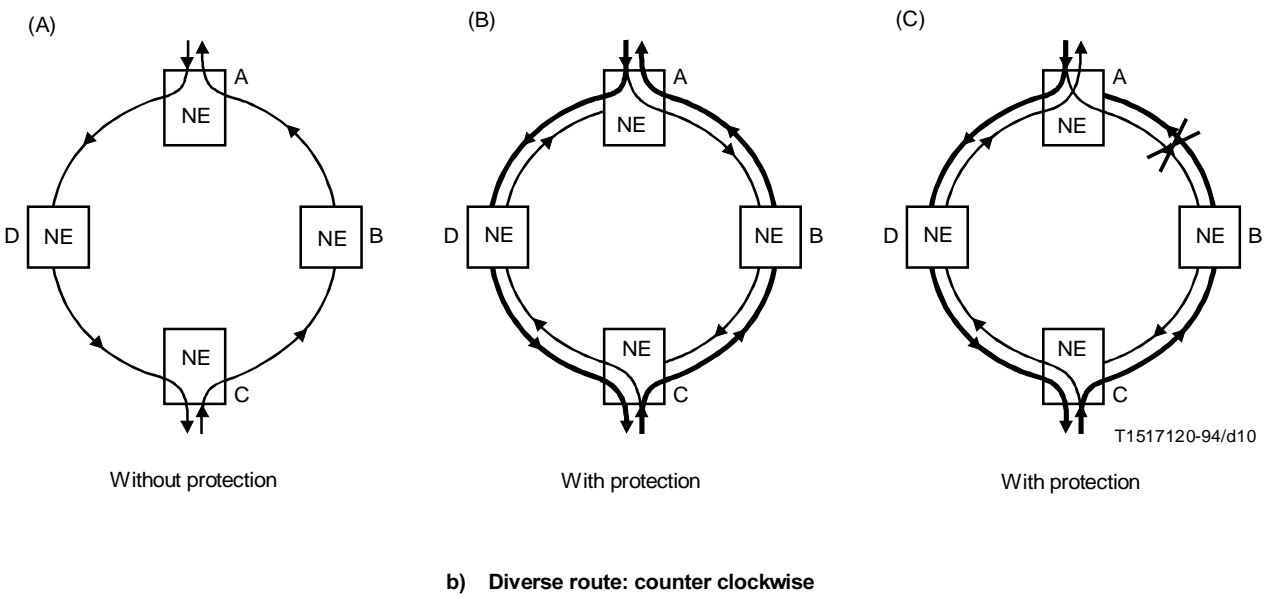 (A)
(B)
(C)
A
A
A
NE
NE
NE
D
NE
NE
B
D
NE
NE
B
D
NE
NE
B
NE
NE
NE
C
C
C
T1517120-94/d10
Without protection
With protection
With protection
b) Diverse route: counter clockwise